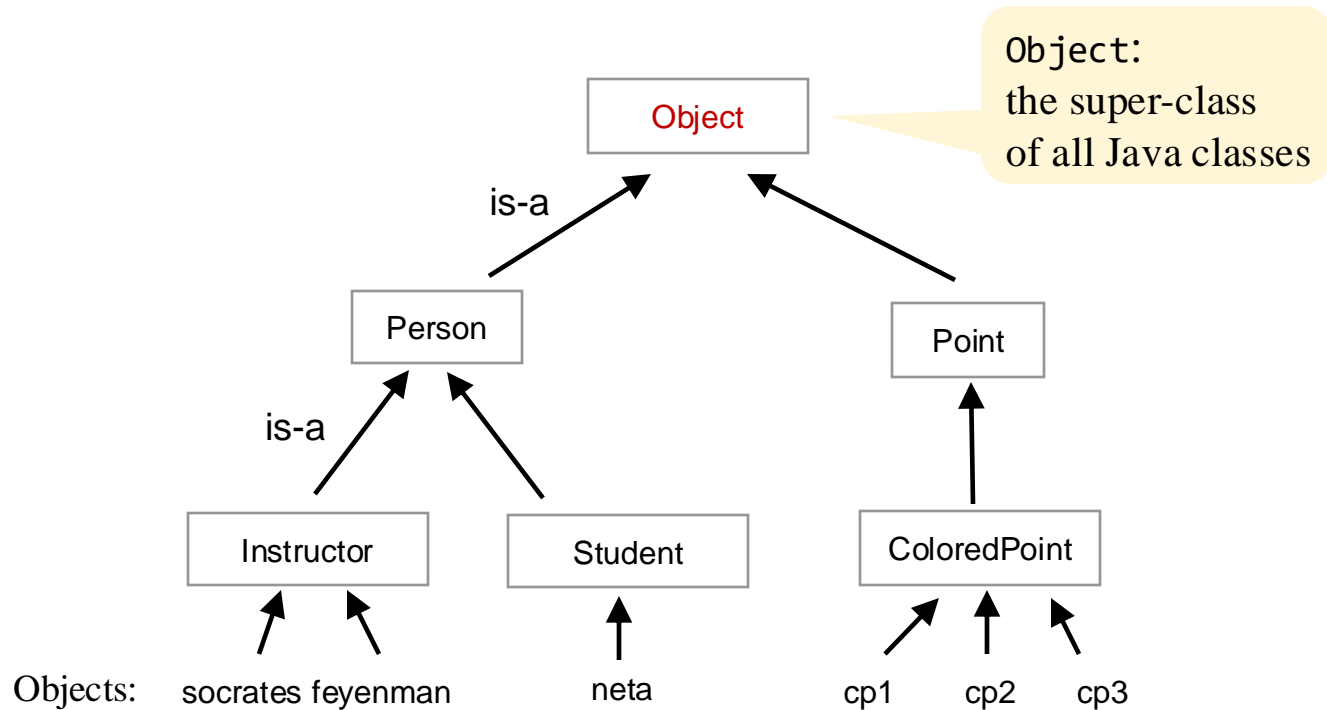 Object:
the super-class
of all Java classes
Object
is-a
Person
Point
is-a
Instructor
Student
ColoredPoint
Objects:
socrates feyenman
neta
cp1
cp2
cp3